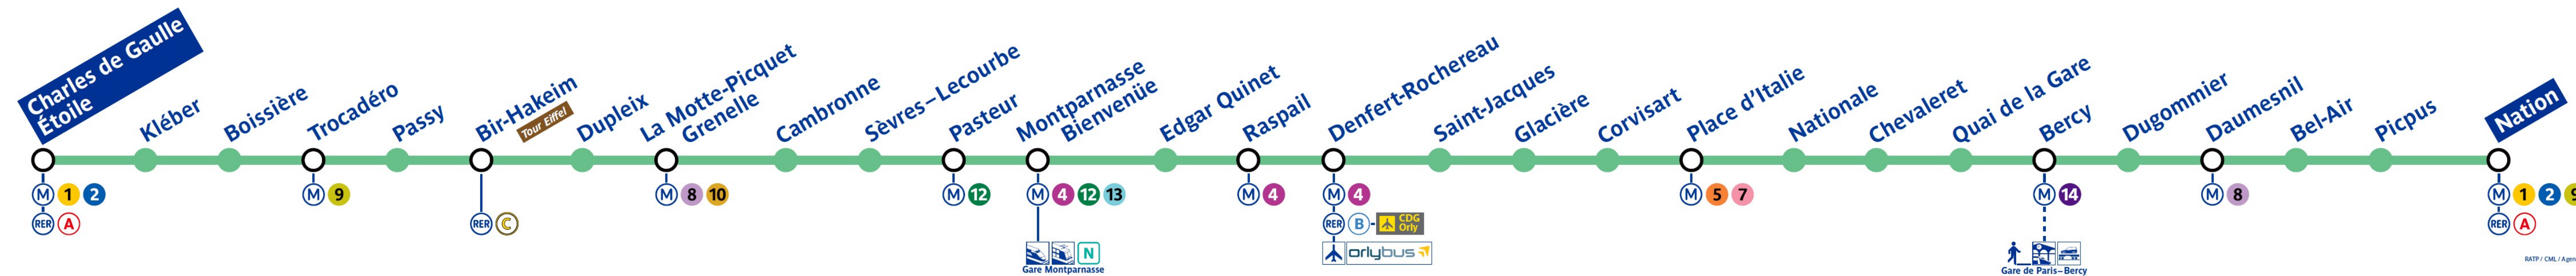 Charles de Gaulle
Étoile
Kléber
Boissière
Trocadéro
Passy
Bir-Hakeim
Tour Eiffel
Dupleix
La Motte-Picquet
Grenelle
Cambronne
Sèvres–Lecourbe
Pasteur
Montparnasse
Bienvenüe
Edgar Quinet
Raspail
Denfert-Rochereau
Saint-Jacques
Glacière
Corvisart
Place d'Italie
Nationale
Chevaleret
Quai de la Gare
Bercy
Dugommier
Daumesnil
Bel-Air
Picpus
Nation
M 1 2
RER A
M 9
RER C
M 8 10
M 12
M 4 12 13
N
Gare Montparnasse
M 4
M 4
RER B - CDG
Orly
orlybus
M 5 7
M 14
Gare de Paris–Bercy
M 8
M 1 2 9
RER A
RATP / CML / Agen